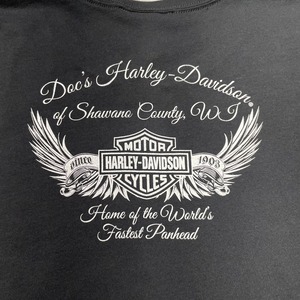 Doc's Harley-Davidson®
of Shawano County, WI
MOTOR
since HARLEY-DAVIDSON 1903
CYCLES
Home of the World's
Fastest Panhead